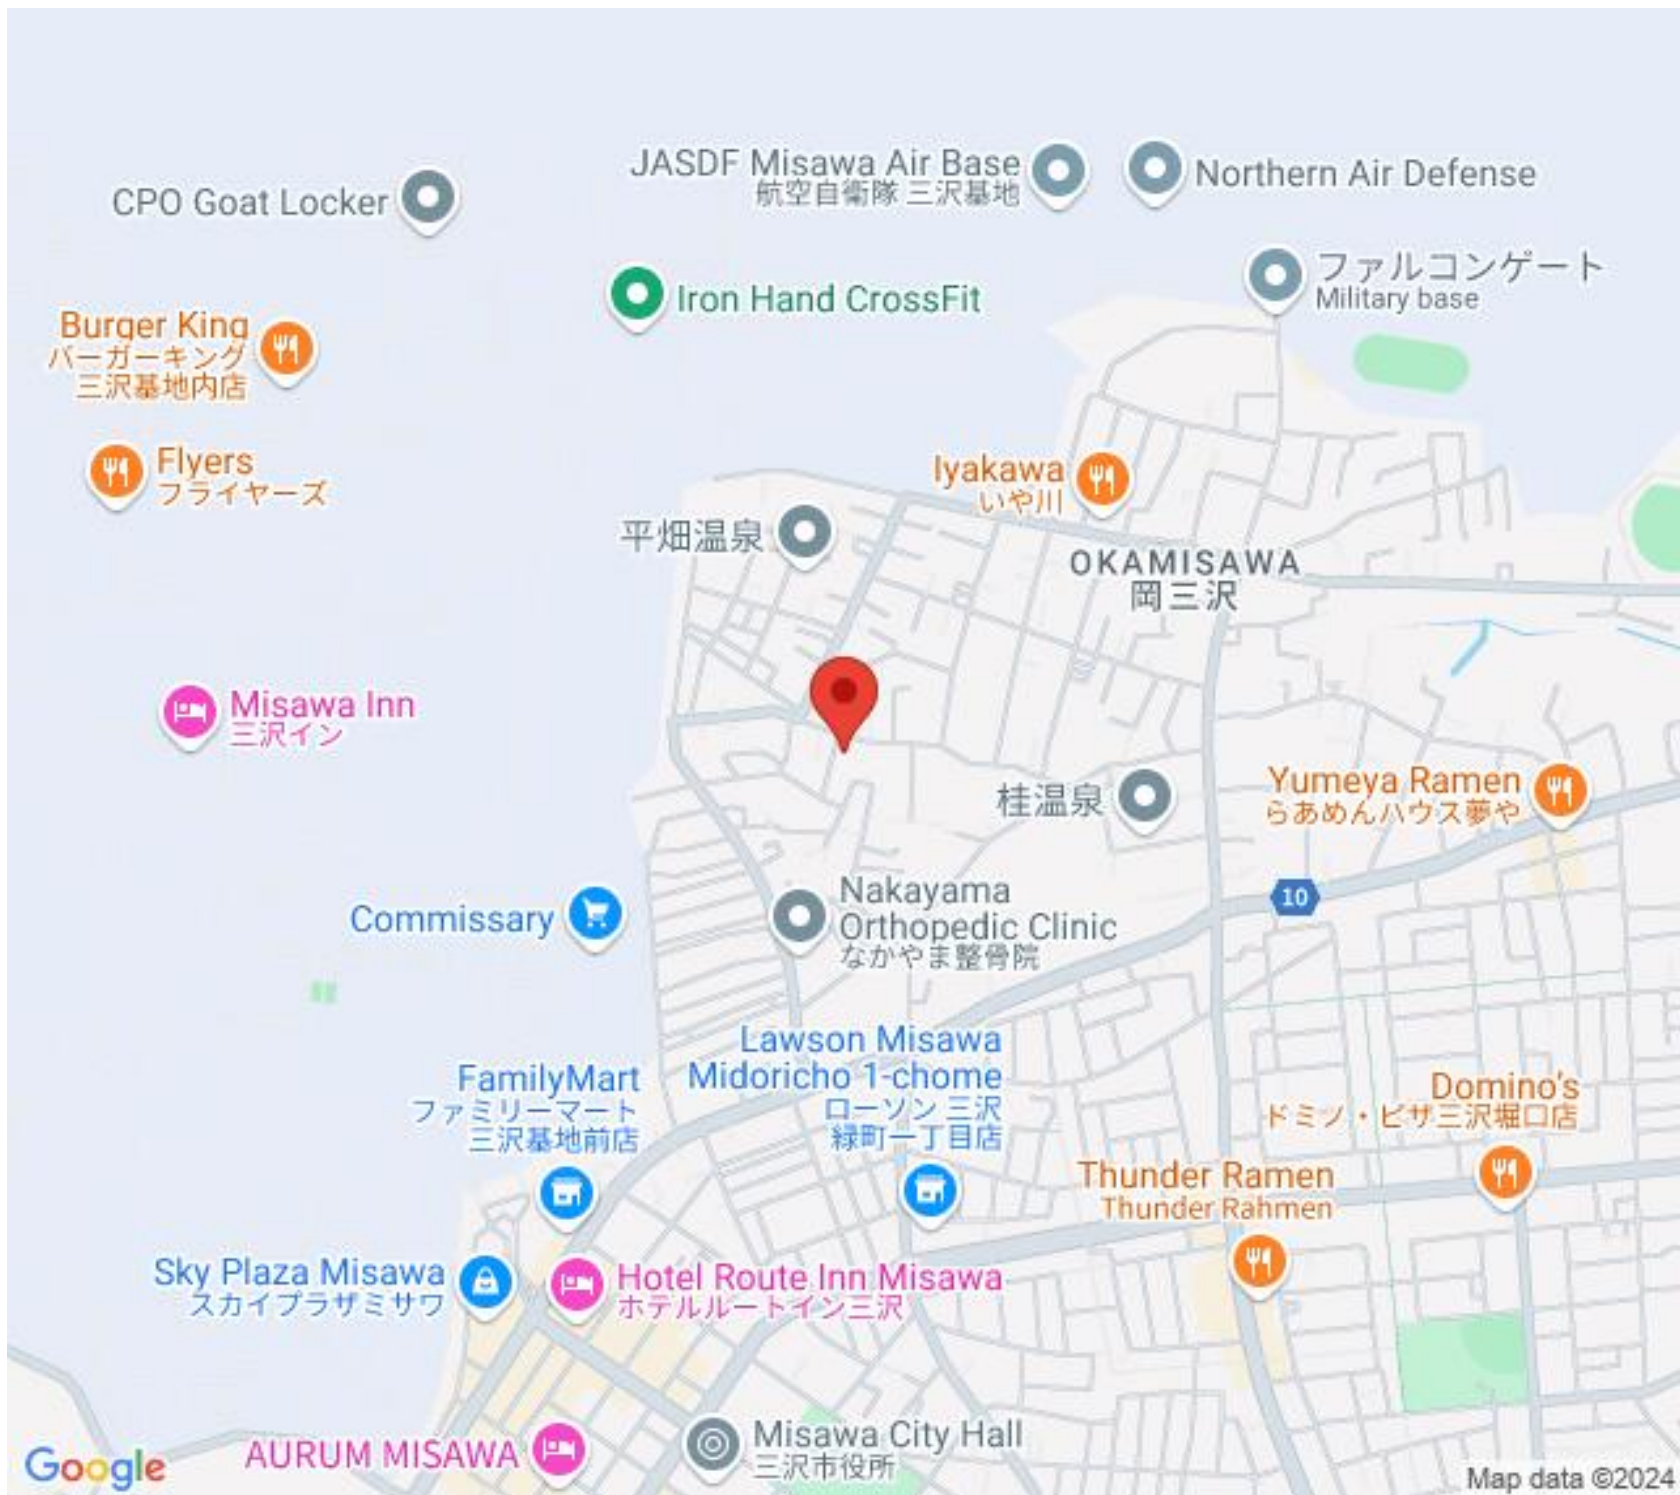 JASDF Misawa Air Base
航空自衛隊 三沢基地
Northern Air Defense
CPO Goat Locker
ファルコンゲート
Military base
Iron Hand CrossFit
Burger King
バーガーキング
三沢基地内店
Flyers
フライヤーズ
Iyakawa
いや川
平畑温泉
OKAMISAWA
岡三沢
Misawa Inn
三沢イン
桂温泉
Yumeya Ramen
らあめんハウス夢や
10
Nakayama
Orthopedic Clinic
なかやま整骨院
Commissary
Lawson Misawa
Midoricho 1-chome
ローソン 三沢
緑町一丁目店
FamilyMart
ファミリーマート
三沢基地前店
Domino's
ドミノ・ピザ三沢堀口店
Thunder Ramen
Thunder Rahmen
Sky Plaza Misawa
スカイプラザミサワ
Hotel Route Inn Misawa
ホテルルートイン三沢
AURUM MISAWA
Misawa City Hall
三沢市役所
Google
Map data ©2024